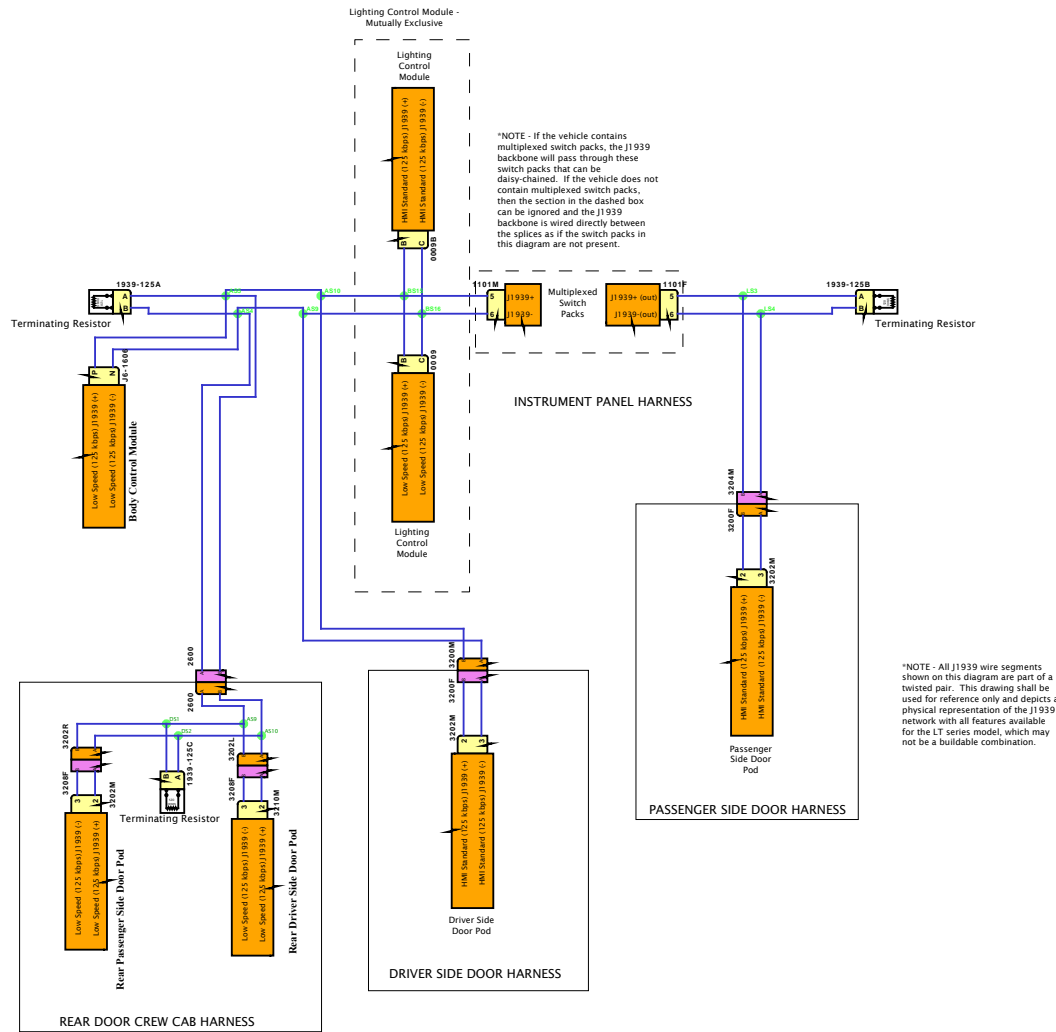 Lighting Control Module -
Mutually Exclusive
Lighting
Control
Module
HMI Standard (125 kbps) J1939 (+)
HMI Standard (125 kbps) J1939 (-)
B
C
0009B
*NOTE - If the vehicle contains
multiplexed switch packs, the J1939
backbone will pass through these
switch packs that can be
daisy-chained. If the vehicle does not
contain multiplexed switch packs,
then the section in the dashed box
can be ignored and the J1939
backbone is wired directly between
the splices as if the switch packs in
this diagram are not present.
1939-125A
A
B
Terminating Resistor
AS10
AS9
1101M
5
6
J1939+
J1939-
Multiplexed
Switch
Packs
J1939+ (out)
J1939-(out)
1101F
5
6
LS3
LS4
1939-125B
A
B
Terminating Resistor
P
N
J6-1606
Low Speed (125 kbps) J1939 (+)
Low Speed (125 kbps) J1939 (-)
Body Control Module
B
C
0009
Low Speed (125 kbps) J1939 (+)
Low Speed (125 kbps) J1939 (-)
Lighting
Control
Module
INSTRUMENT PANEL HARNESS
3204M
3200F
2
3
3202M
HMI Standard (125 kbps) J1939 (+)
HMI Standard (125 kbps) J1939 (-)
Passenger
Side Door
Pod
PASSENGER SIDE DOOR HARNESS
*NOTE - All J1939 wire segments
shown on this diagram are part of a
twisted pair. This drawing shall be
used for reference only and depicts a
physical representation of the J1939
network with all features available
for the LT series model, which may
not be a buildable combination.
2600
2600
DS1
DS2
AS9
AS10
3202R
3208F
3
2
3202M
Low Speed (125 kbps) J1939 (-)
Low Speed (125 kbps) J1939 (+)
Rear Passenger Side Door Pod
B
A
1939-125C
Terminating Resistor
3202L
3208F
3
2
3210M
Low Speed (125 kbps) J1939 (-)
Low Speed (125 kbps) J1939 (+)
Rear Driver Side Door Pod
REAR DOOR CREW CAB HARNESS
3200M
3200F
3202M
2
3
HMI Standard (125 kbps) J1939 (+)
HMI Standard (125 kbps) J1939 (-)
Driver Side
Door Pod
DRIVER SIDE DOOR HARNESS